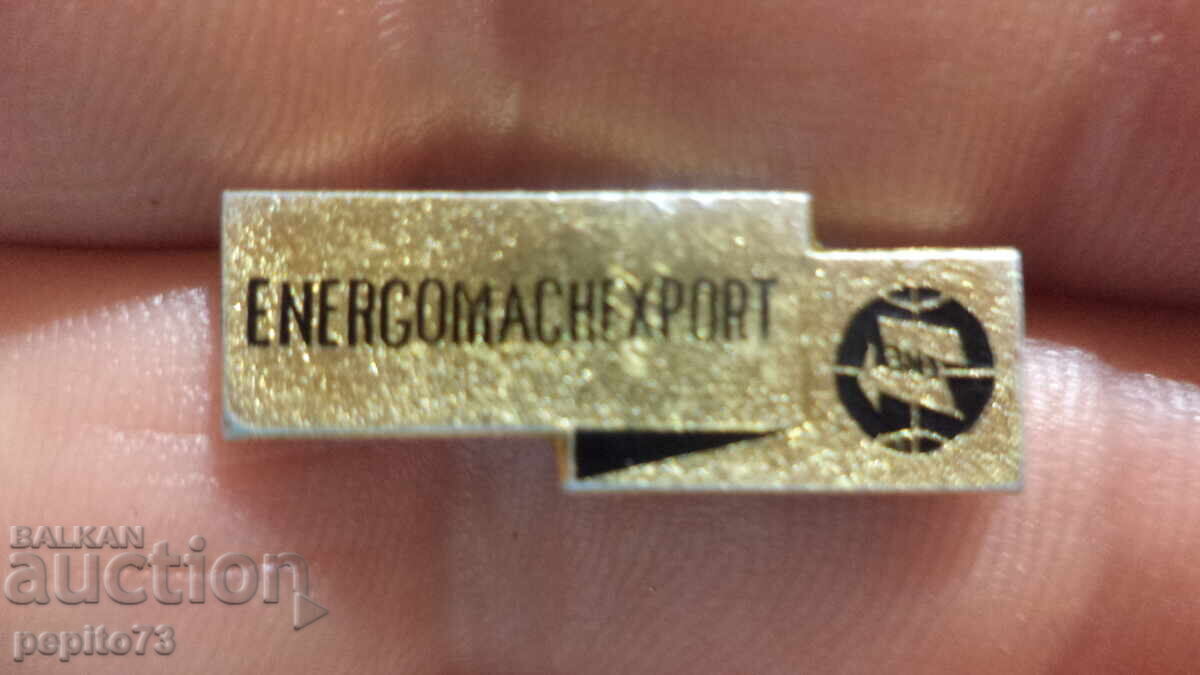 ENERGOMACHEXPORT
BALKAN
auction
pepito73